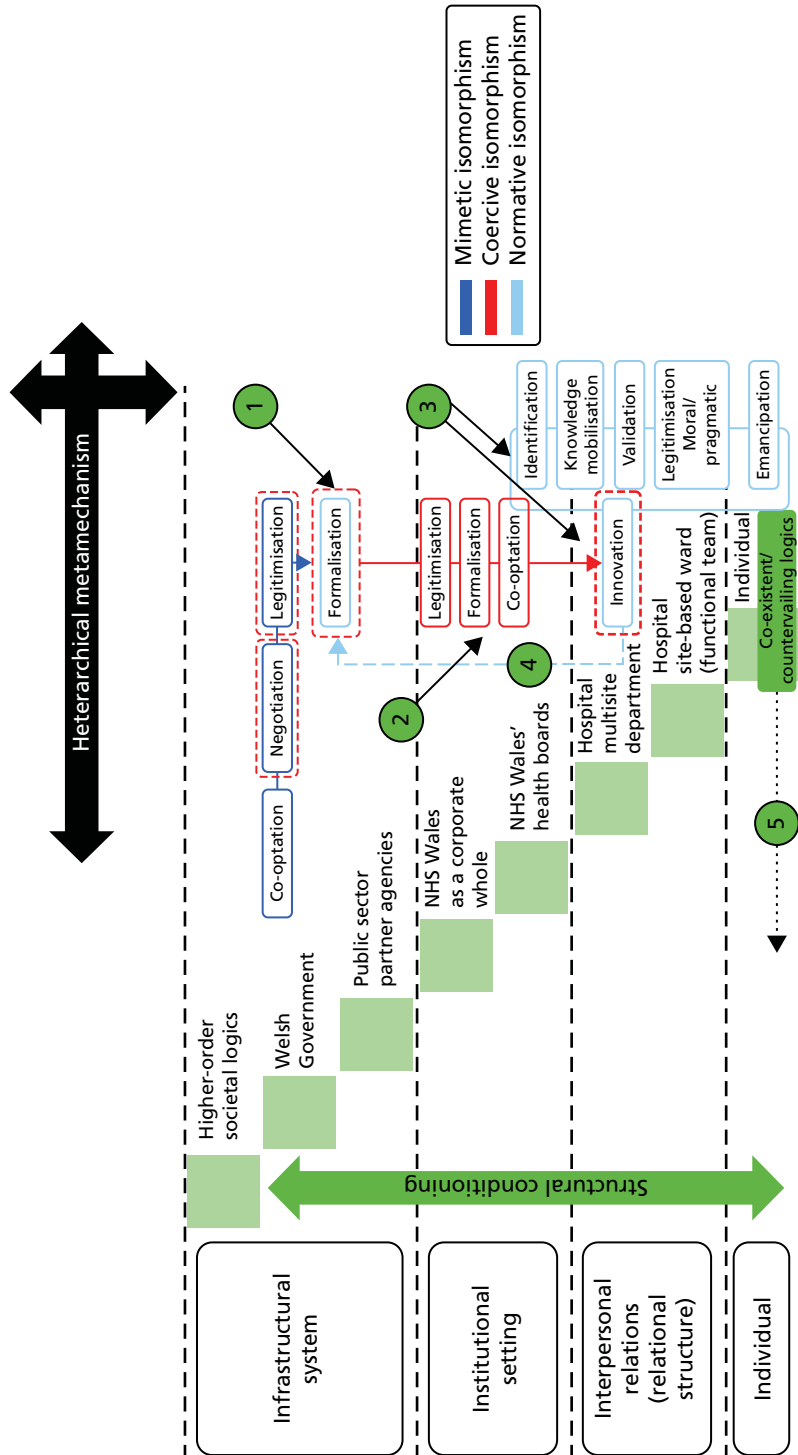 Heterarchical metamechanism
Infrastructural
system
Institutional
setting
Interpersonal
relations
(relational
structure)
Individual
Structural conditioning
Higher-order
societal logics
Welsh
Government
Public sector
partner agencies
NHS Wales
as a corporate
whole
NHS Wales'
health boards
Hospital
multisite
department
Hospital
site-based ward
(functional team)
Individual
Co-existent/
countervailing logics
Co-optation
Negotiation
Legitimisation
Formalisation
1
Legitimisation
Formalisation
Co-optation
2
3
Innovation
4
5
Identification
Knowledge
mobilisation
Validation
Legitimisation
Moral/
pragmatic
Emancipation
Mimetic isomorphism
Coercive isomorphism
Normative isomorphism